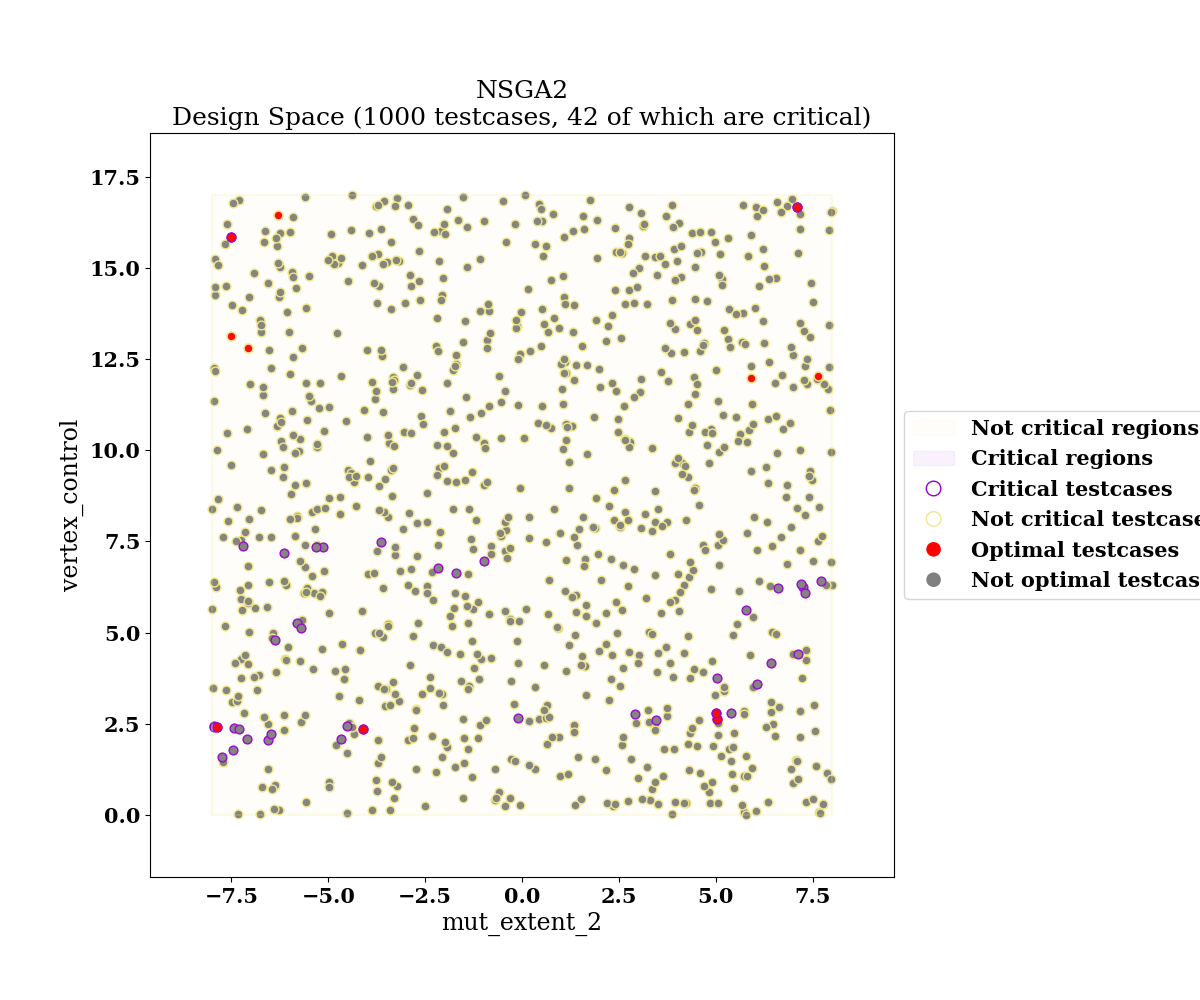 NSGA2
Design Space (1000 testcases, 42 of which are critical)
17.5
15.0
12.5
10.0
7.5
5.0
2.5
0.0
vertex_control
−7.5
−5.0
−2.5
0.0
2.5
5.0
7.5
mut_extent_2
Not critical regions
Critical regions
Critical testcases
Not critical testcase
Optimal testcases
Not optimal testcas